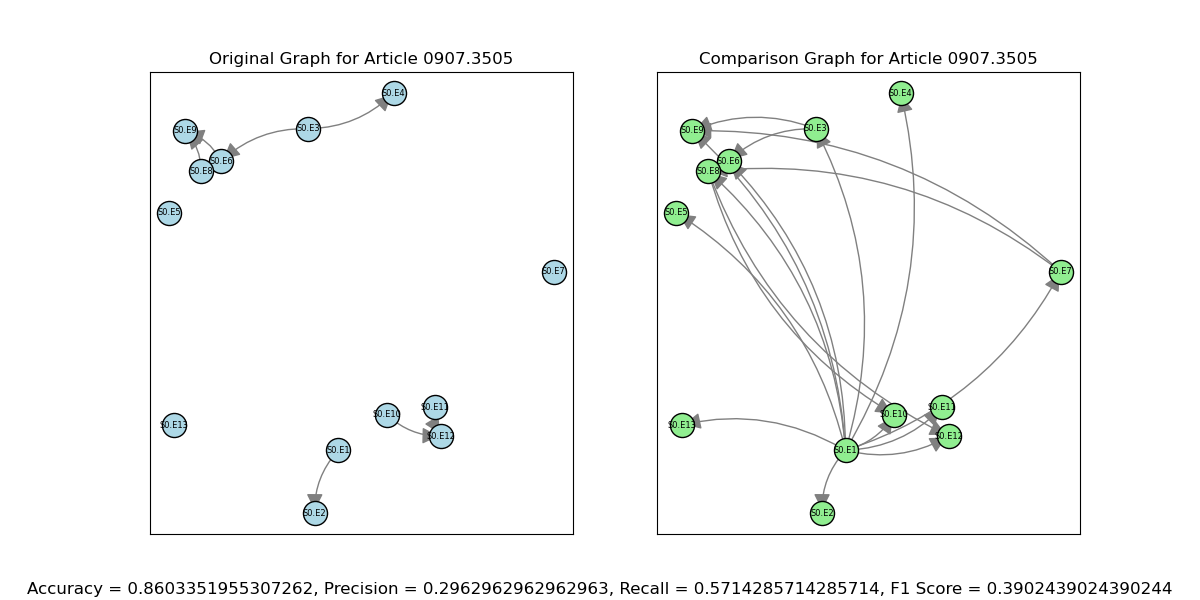 Original Graph for Article 0907.3505
S0.E4
S0.E3
S0.E9
S0.E6
S0.E8
S0.E5
S0.E7
S0.E11
S0.E10
S0.E13
S0.E12
S0.E1
S0.E2
Comparison Graph for Article 0907.3505
S0.E4
S0.E3
S0.E9
S0.E6
S0.E8
S0.E5
S0.E7
S0.E11
S0.E10
S0.E13
S0.E12
S0.E1
S0.E2
Accuracy = 0.8603351955307262, Precision = 0.2962962962962963, Recall = 0.5714285714285714, F1 Score = 0.3902439024390244